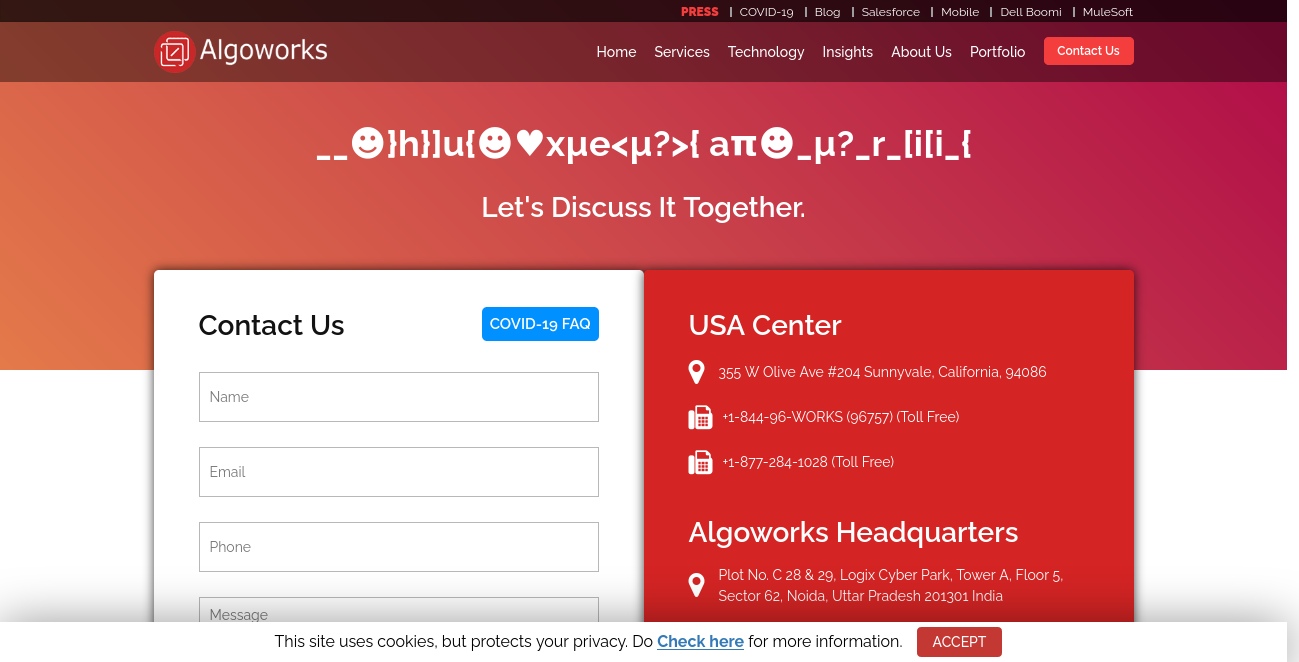 PRESS | COVID-19 | Blog | Salesforce | Mobile | Dell Boomi | MuleSoft
Algoworks
Home Services Technology Insights About Us Portfolio Contact Us
__☻}h}]u{☻♥xµe<µ?>{ aπ☻_µ?_r_[i[i_{
Let's Discuss It Together.
Contact Us
COVID-19 FAQ
Name
Email
Phone
Message
USA Center
355 W Olive Ave #204 Sunnyvale, California, 94086
+1-844-96-WORKS (96757) (Toll Free)
+1-877-284-1028 (Toll Free)
Algoworks Headquarters
Plot No. C 28 & 29, Logix Cyber Park, Tower A, Floor 5,
Sector 62, Noida, Uttar Pradesh 201301 India
This site uses cookies, but protects your privacy. Do Check here for more information. ACCEPT